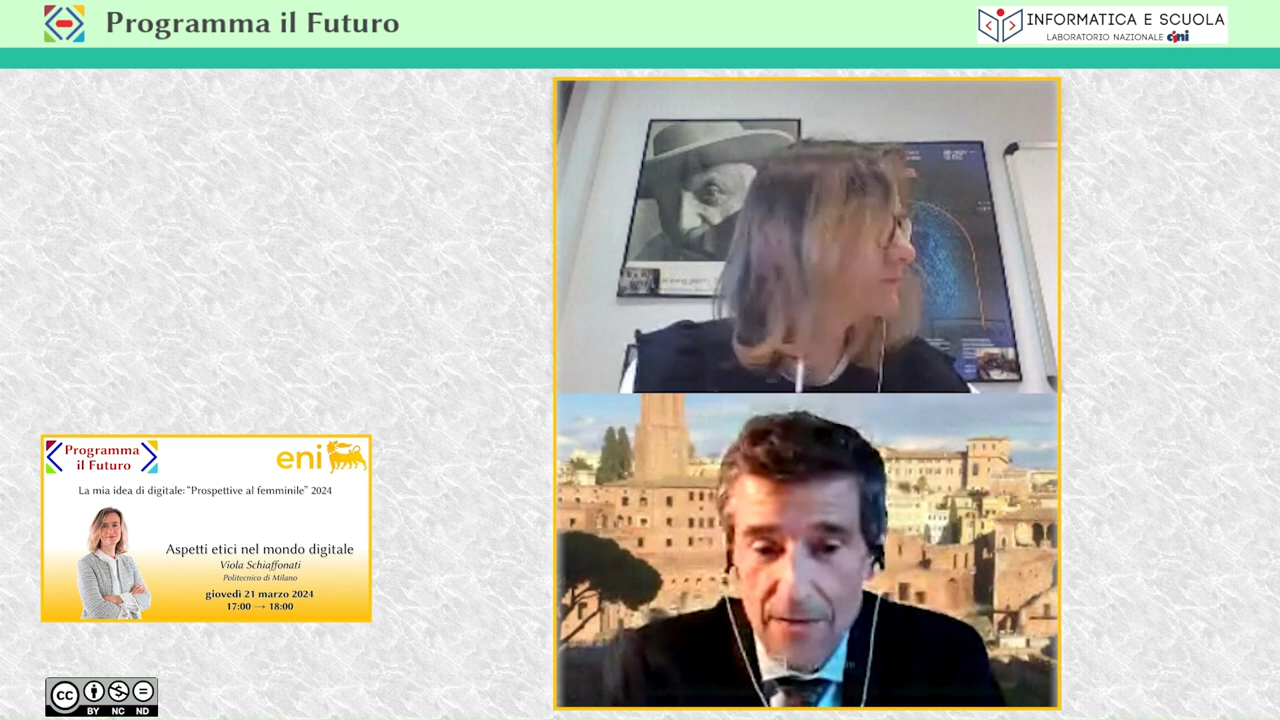 Programma il Futuro
INFORMATICA E SCUOLA
LABORATORIO NAZIONALE cini
Programma
il Futuro
eni
La mia idea di digitale: "Prospettive al femminile" 2024
Aspetti etici nel mondo digitale
Viola Schiaffonati
Politecnico di Milano
giovedì 21 marzo 2024
17:00 → 18:00
cc
BY NC ND